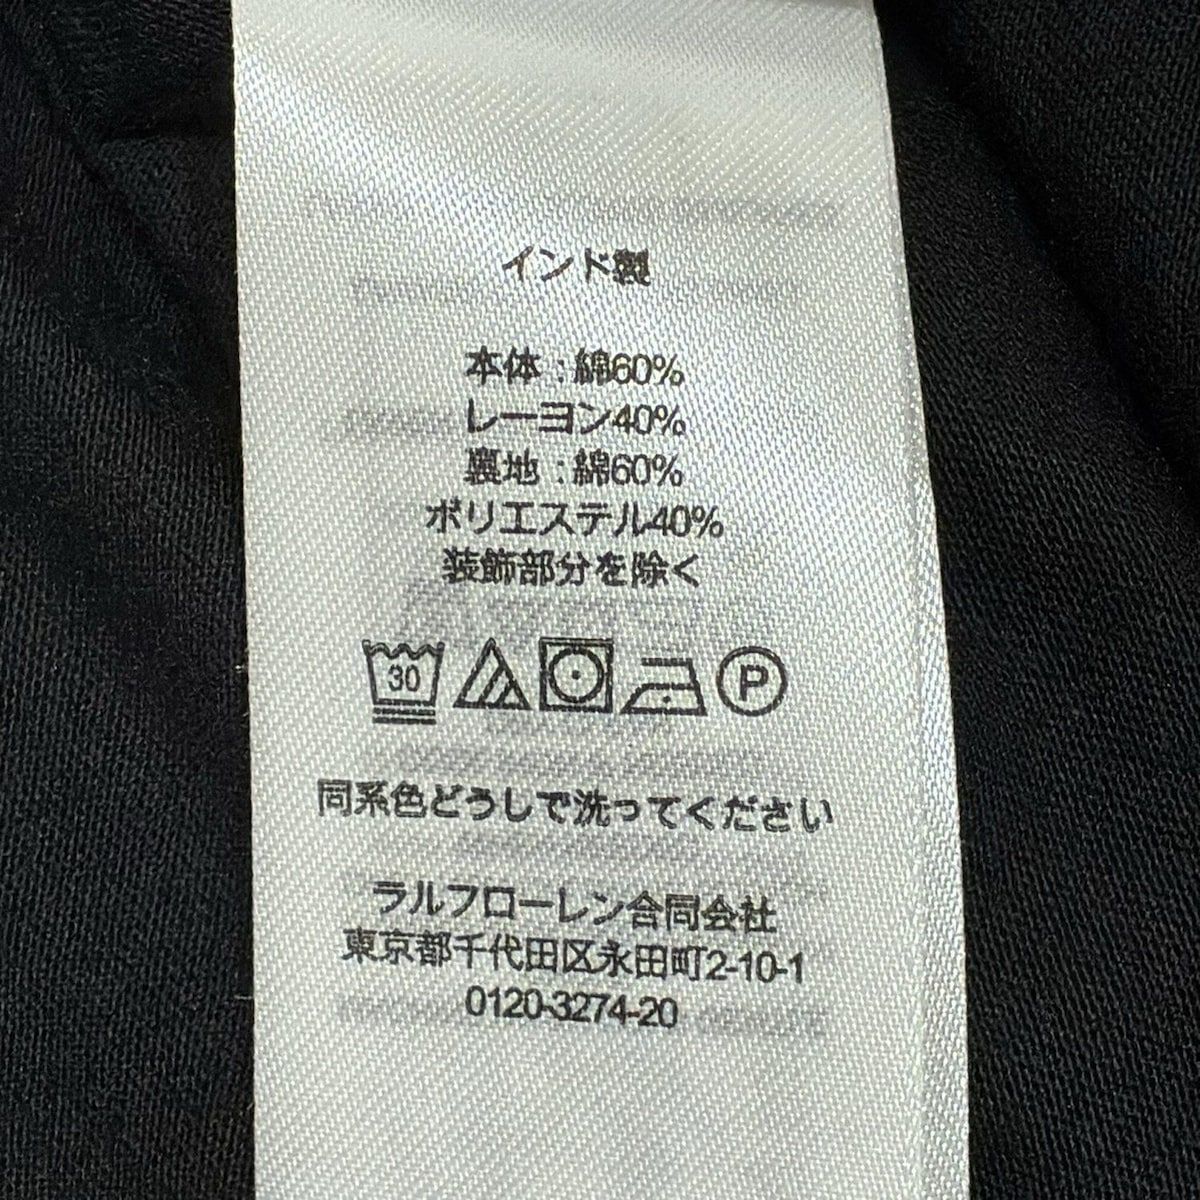 インド製
本体：綿60%
レーヨン40%
裏地：綿60%
ポリエステル40%
装飾部分を除く
30 P
同系色どうしで洗ってください
ラルフローレン合同会社
東京都千代田区永田町2-10-1
0120-3274-20